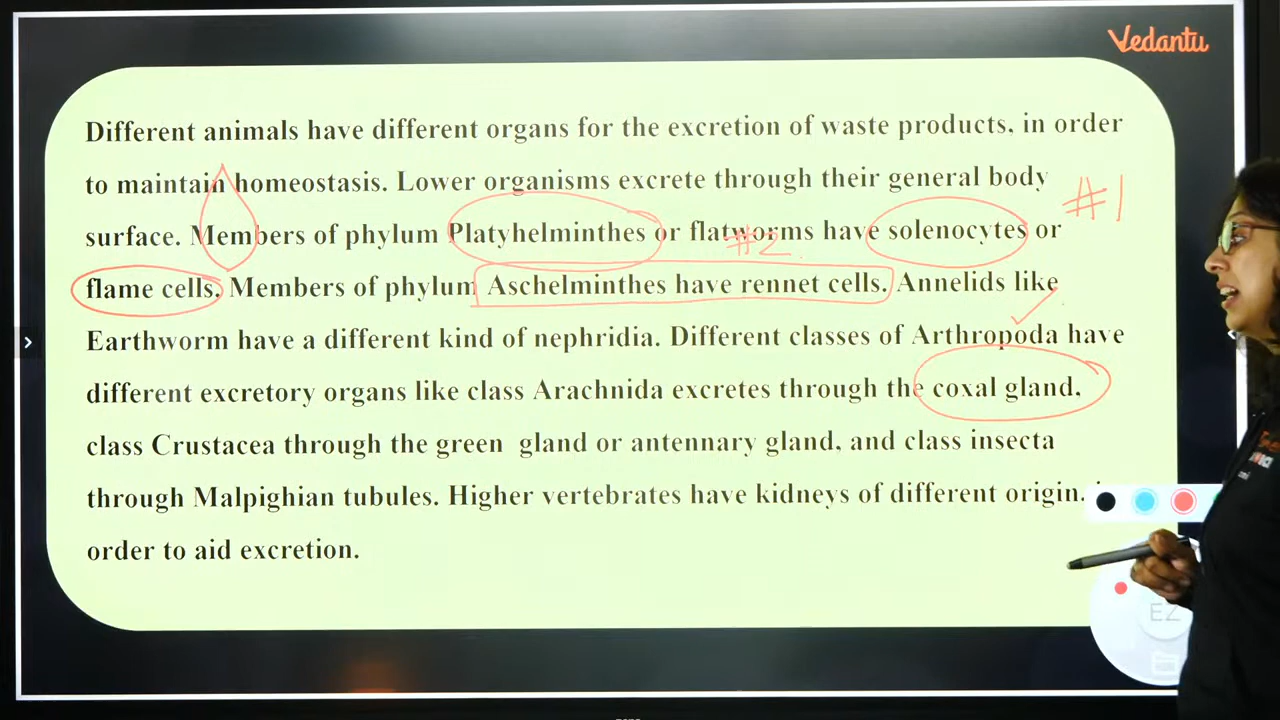 Vedantu
Different animals have different organs for the excretion of waste products, in order
to maintain homeostasis. Lower organisms excrete through their general body
#1
surface. Members of phylum Platyhelminthes or flatworms have solenocytes or
#2
flame cells. Members of phylum Aschelminthes have rennet cells. Annelids like
Earthworm have a different kind of nephridia. Different classes of Arthropoda have
different excretory organs like class Arachnida excretes through the coxal gland,
class Crustacea through the green gland or antennary gland, and class insecta
through Malpighian tubules. Higher vertebrates have kidneys of different origin,
order to aid excretion.
EZ